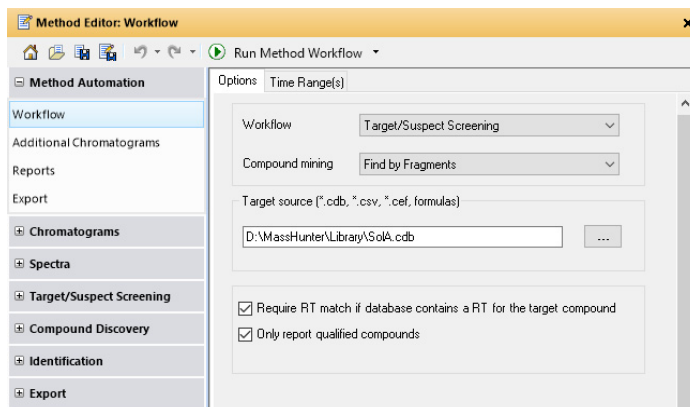 Method Editor: Workflow
Run Method Workflow
Method Automation
Workflow
Additional Chromatograms
Reports
Export
Chromatograms
Spectra
Target/Suspect Screening
Compound Discovery
Identification
Export
Options
Time Range(s)
Workflow
Target/Suspect Screening
Compound mining
Find by Fragments
Target source (*.cdb, *.csv, *.cef, formulas)
D:\MassHunter\Library\SolA.cdb
...
Require RT match if database contains a RT for the target compound
Only report qualified compounds